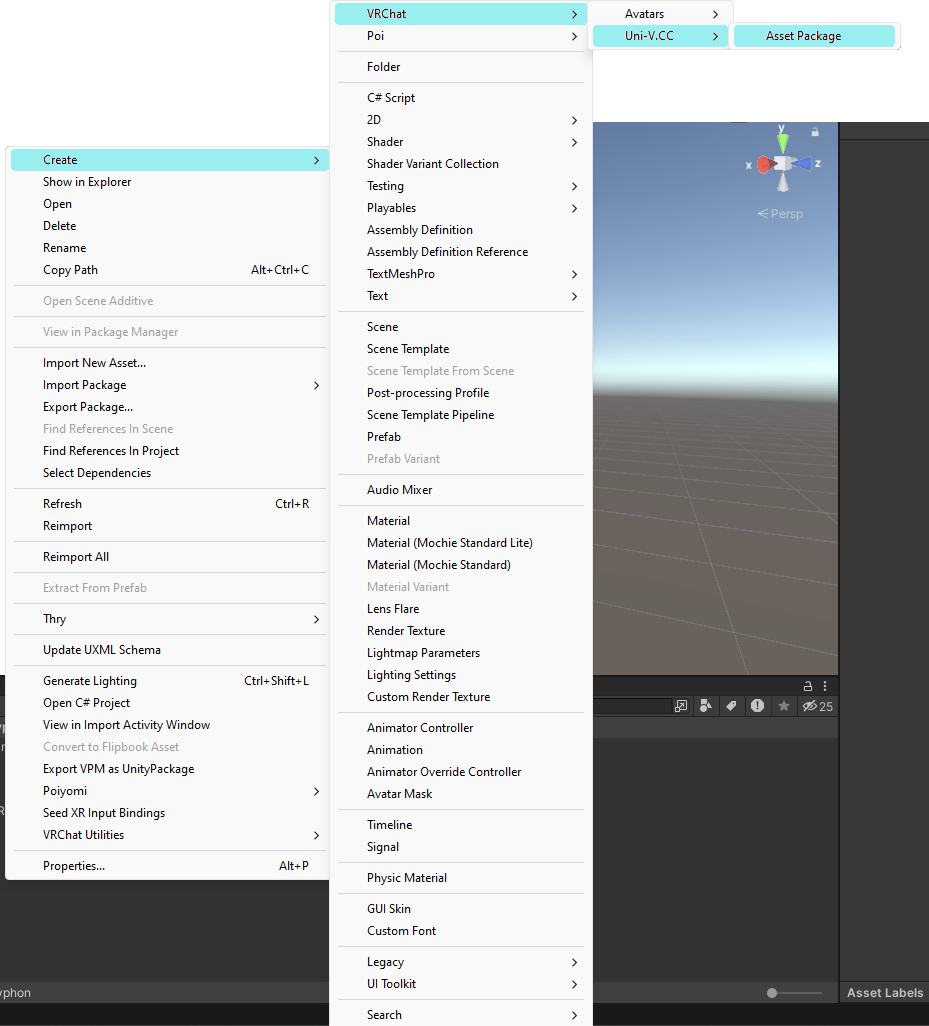 Create
Show in Explorer
Open
Delete
Rename
Copy Path Alt+Ctrl+C
Open Scene Additive
View in Package Manager
Import New Asset...
Import Package
Export Package...
Find References In Scene
Find References In Project
Select Dependencies
Refresh Ctrl+R
Reimport
Reimport All
Extract From Prefab
Thry
Update UXML Schema
Generate Lighting Ctrl+Shift+L
Open C# Project
View in Import Activity Window
Convert to Flipbook Asset
Export VPM as UnityPackage
Poiyomi
Seed XR Input Bindings
VRChat Utilities
Properties... Alt+P
VRChat
Poi
Folder
C# Script
2D
Shader
Shader Variant Collection
Testing
Playables
Assembly Definition
Assembly Definition Reference
TextMeshPro
Text
Scene
Scene Template
Scene Template From Scene
Post-processing Profile
Scene Template Pipeline
Prefab
Prefab Variant
Audio Mixer
Material
Material (Mochie Standard Lite)
Material (Mochie Standard)
Material Variant
Lens Flare
Render Texture
Lightmap Parameters
Lighting Settings
Custom Render Texture
Animator Controller
Animation
Animator Override Controller
Avatar Mask
Timeline
Signal
Physic Material
GUI Skin
Custom Font
Legacy
UI Toolkit
Search
Avatars
Uni-V.CC
Asset Package
y
x z
Persp
25
yphon
Asset Labels